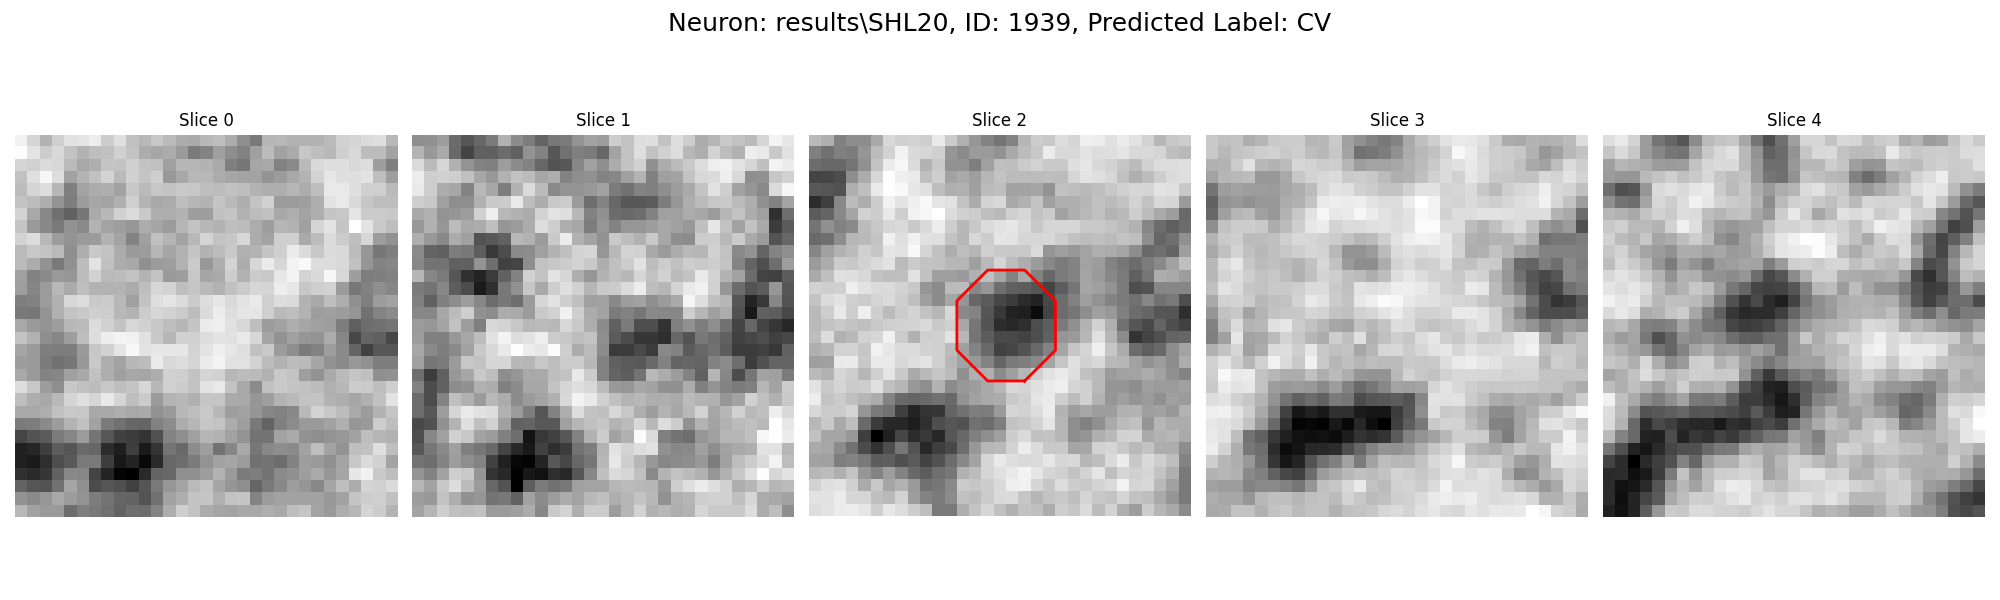 Neuron: results\SHL20, ID: 1939, Predicted Label: CV
Slice 0
Slice 1
Slice 2
Slice 3
Slice 4